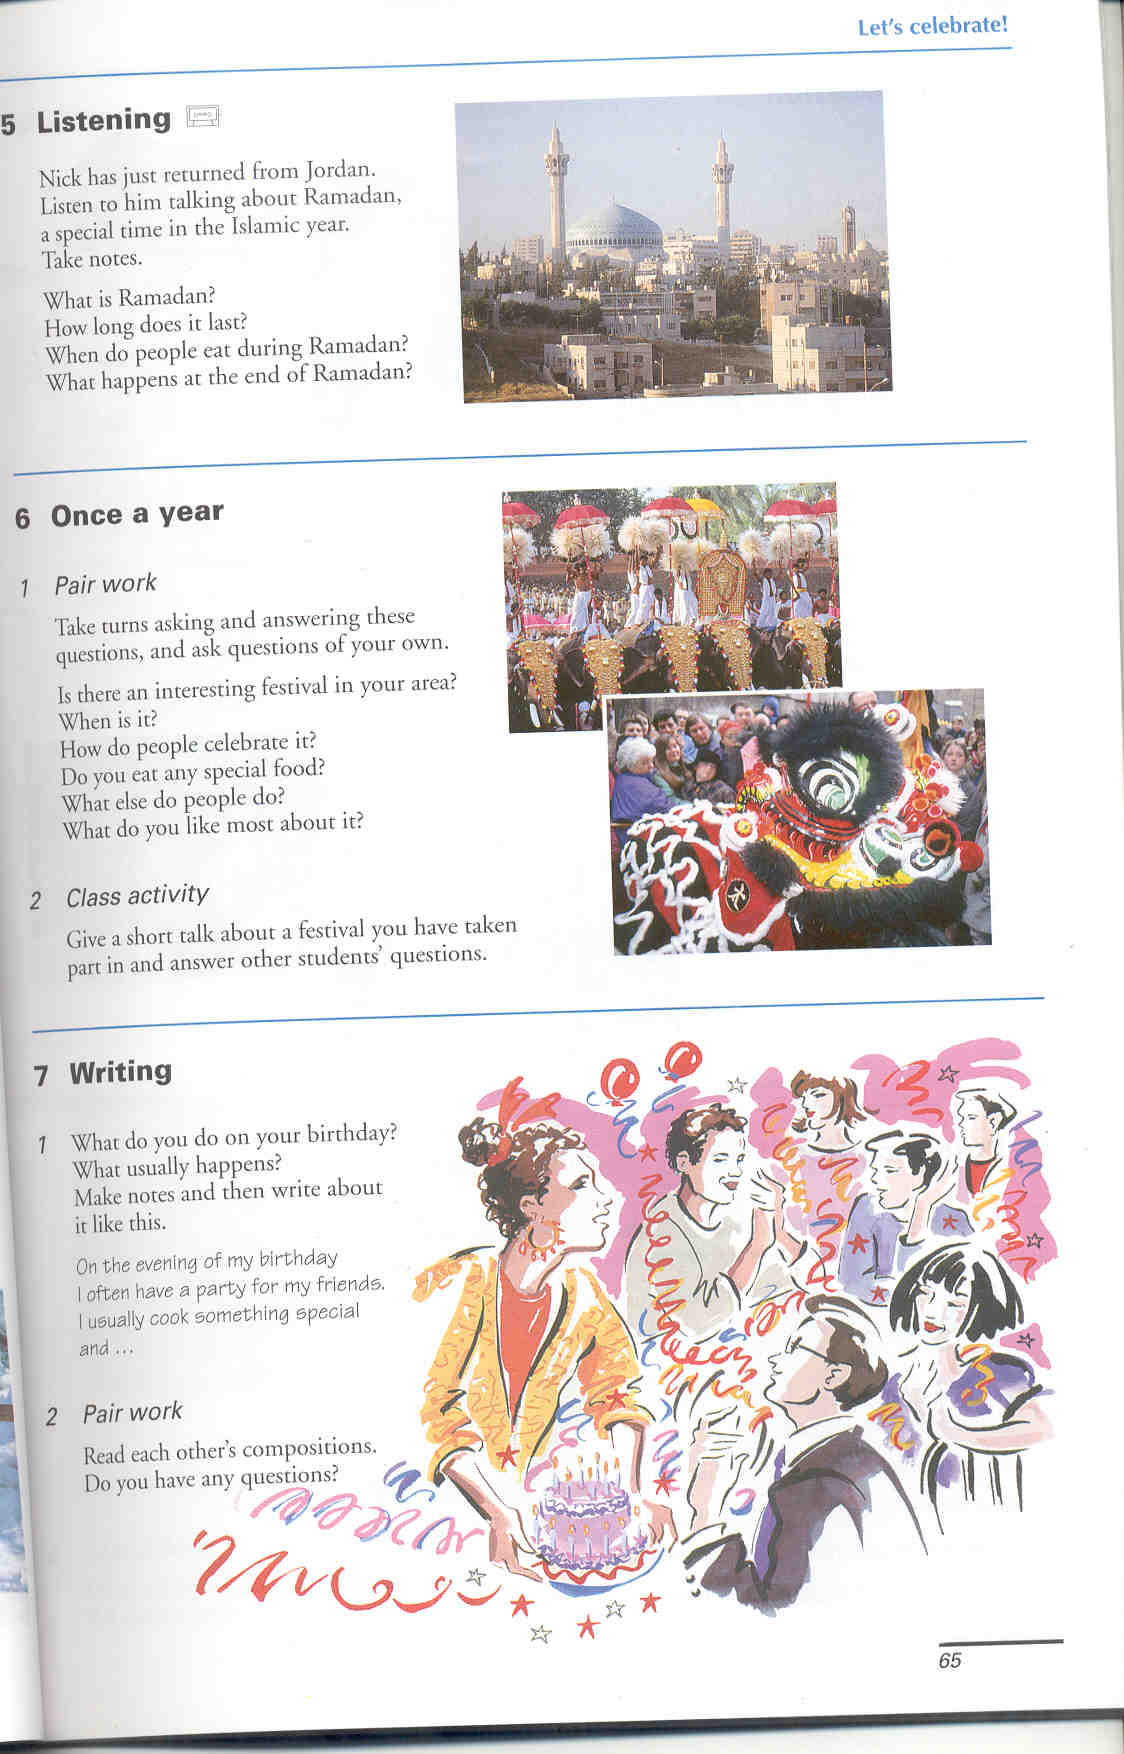 Let's celebrate!
5 Listening
Nick has just returned from Jordan.
Listen to him talking about Ramadan,
a special time in the Islamic year.
Take notes.
What is Ramadan?
How long does it last?
When do people eat during Ramadan?
What happens at the end of Ramadan?
6 Once a year
1 Pair work
Take turns asking and answering these
questions, and ask questions of your own.
Is there an interesting festival in your area?
When is it?
How do people celebrate it?
Do you eat any special food?
What else do people do?
What do you like most about it?
2 Class activity
Give a short talk about a festival you have taken
part in and answer other students' questions.
7 Writing
1 What do you do on your birthday?
What usually happens?
Make notes and then write about
it like this.
On the evening of my birthday
I often have a party for my friends.
I usually cook something special
and ...
2 Pair work
Read each other's compositions.
Do you have any questions?
65